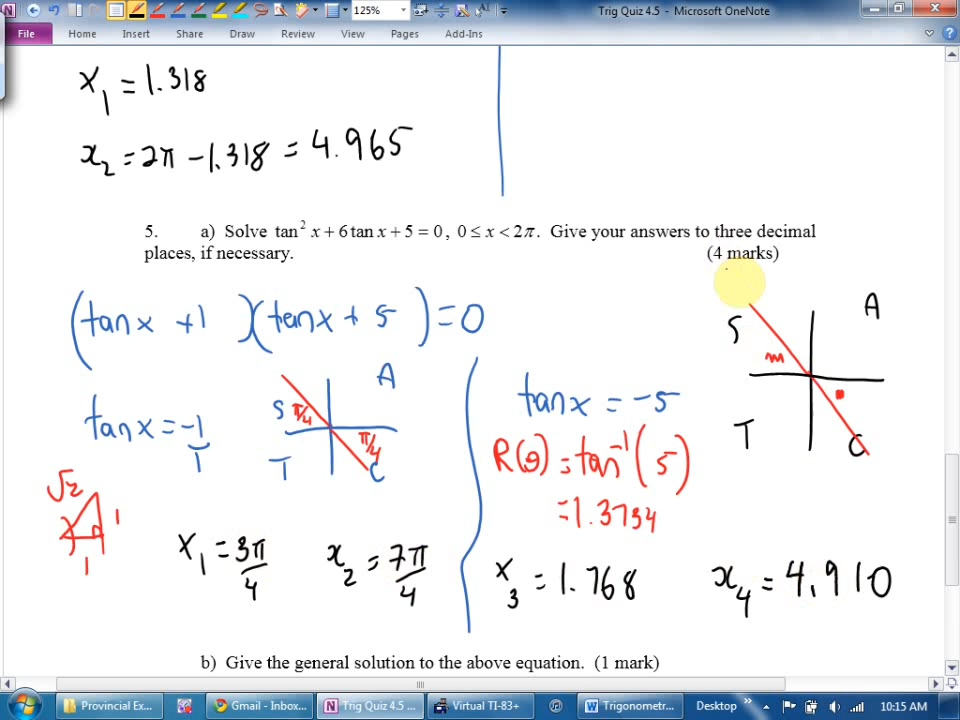 125%
Trig Quiz 4.5 - Microsoft OneNote
File Home Insert Share Draw Review View Pages Add-Ins
x₁ = 1.318
x₂ = 2π - 1.318 = 4.965
5. a) Solve tan² x + 6 tan x + 5 = 0, 0 ≤ x < 2π. Give your answers to three decimal
places, if necessary. (4 marks)
(tanx +1 )(tanx + 5 ) = 0
S A
T C
tanx = -1/1
S A
π/4 π/4
T C
√2
1
1
tanx = -5
R(θ) = tan⁻¹(5)
= 1.3734
x₁ = 3π/4 x₂ = 7π/4 x₃ = 1.768 x₄ = 4.910
b) Give the general solution to the above equation. (1 mark)
Provincial Ex... Gmail - Inbox... Trig Quiz 4.5 ... Virtual TI-83+ Trigonometr... Desktop 10:15 AM